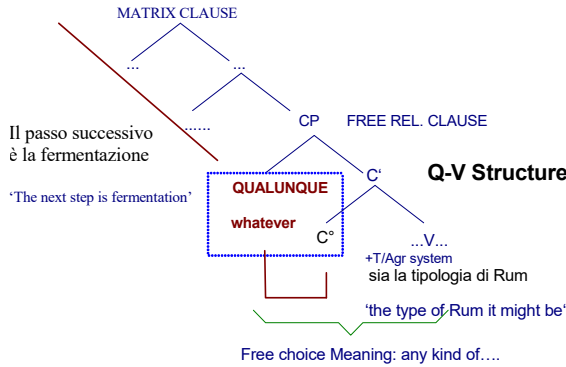 MATRIX CLAUSE
... ...
...... CP FREE REL. CLAUSE
Il passo successivo
è la fermentazione
QUALUNQUE C‘ Q-V Structure
‘The next step is fermentation’
whatever
C° ...V...
+T/Agr system
sia la tipologia di Rum
‘the type of Rum it might be‘
Free choice Meaning: any kind of….